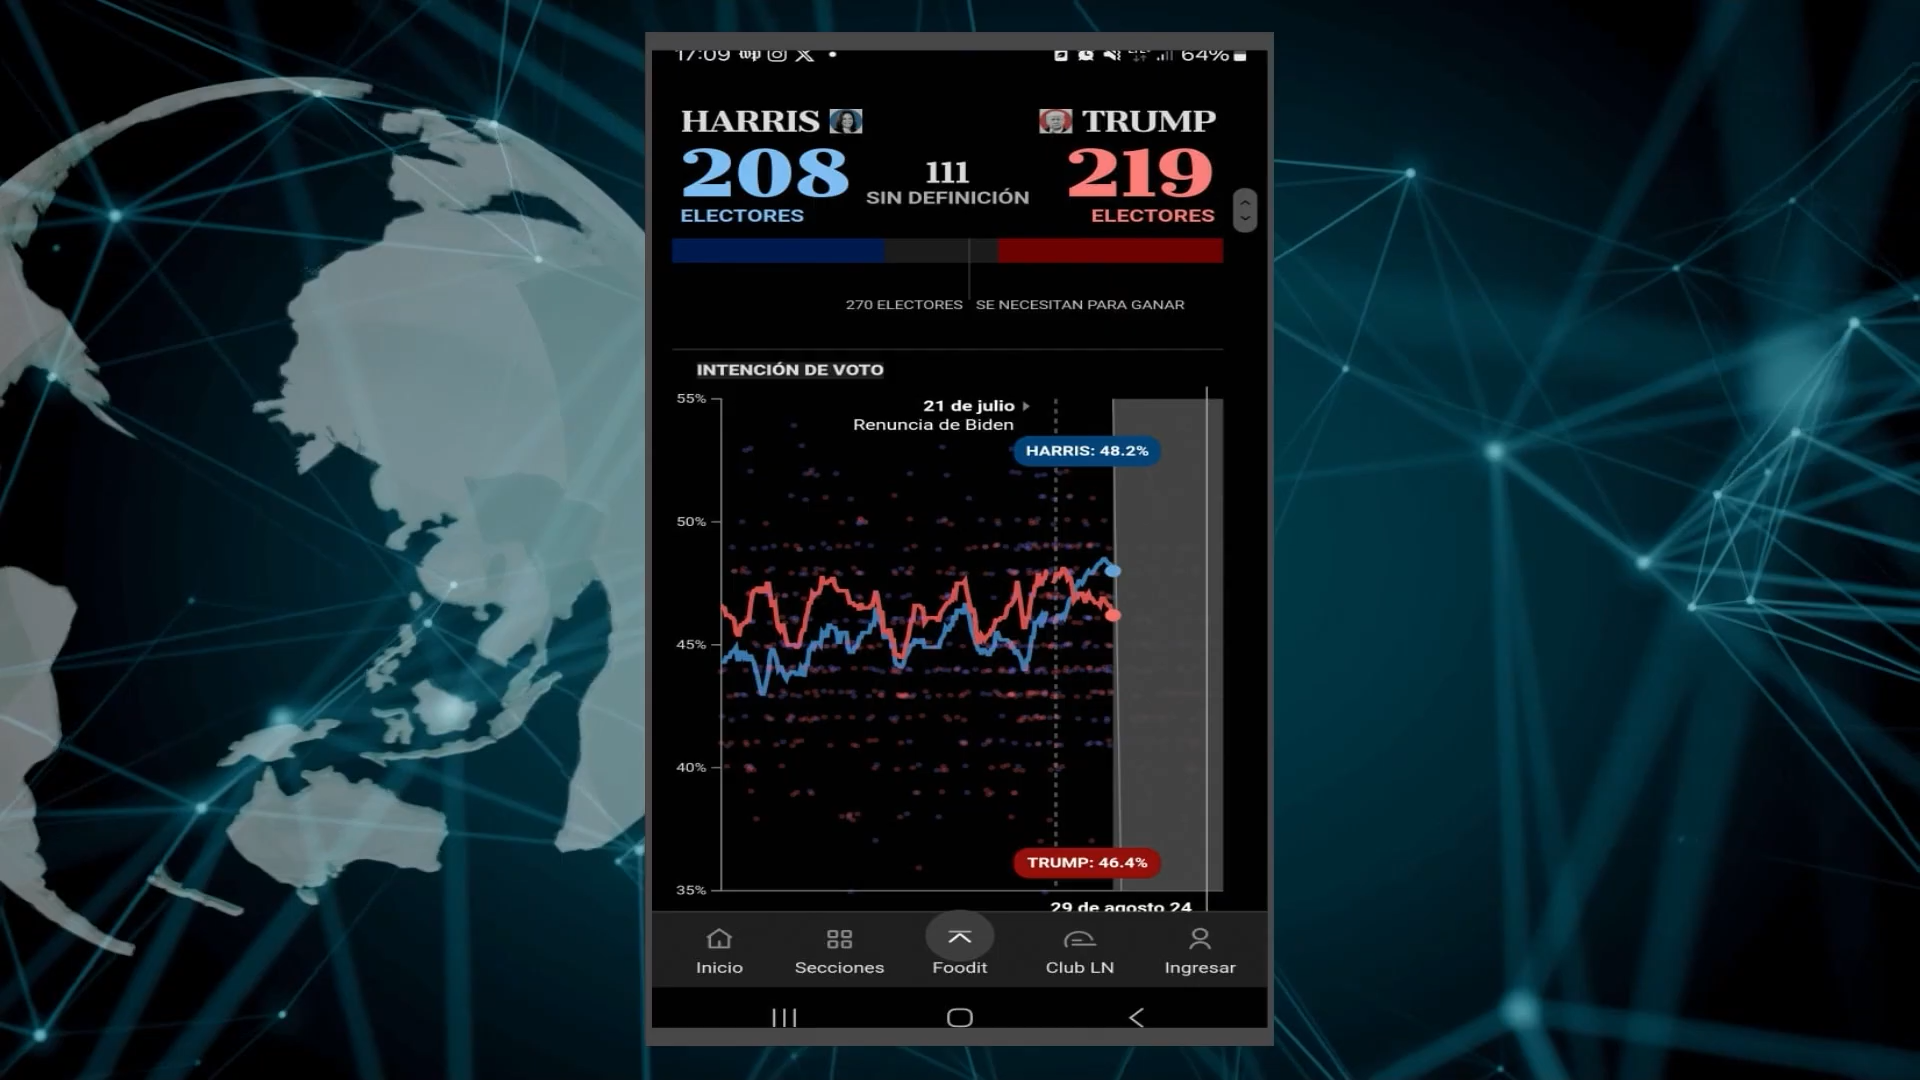 17:09
64%
HARRIS
TRUMP
208
111
219
SIN DEFINICIÓN
ELECTORES
ELECTORES
270 ELECTORES
SE NECESITAN PARA GANAR
INTENCIÓN DE VOTO
55%
21 de julio
Renuncia de Biden
HARRIS: 48.2%
50%
45%
40%
TRUMP: 46.4%
35%
29 de agosto 24
Inicio
Secciones
Foodit
Club LN
Ingresar